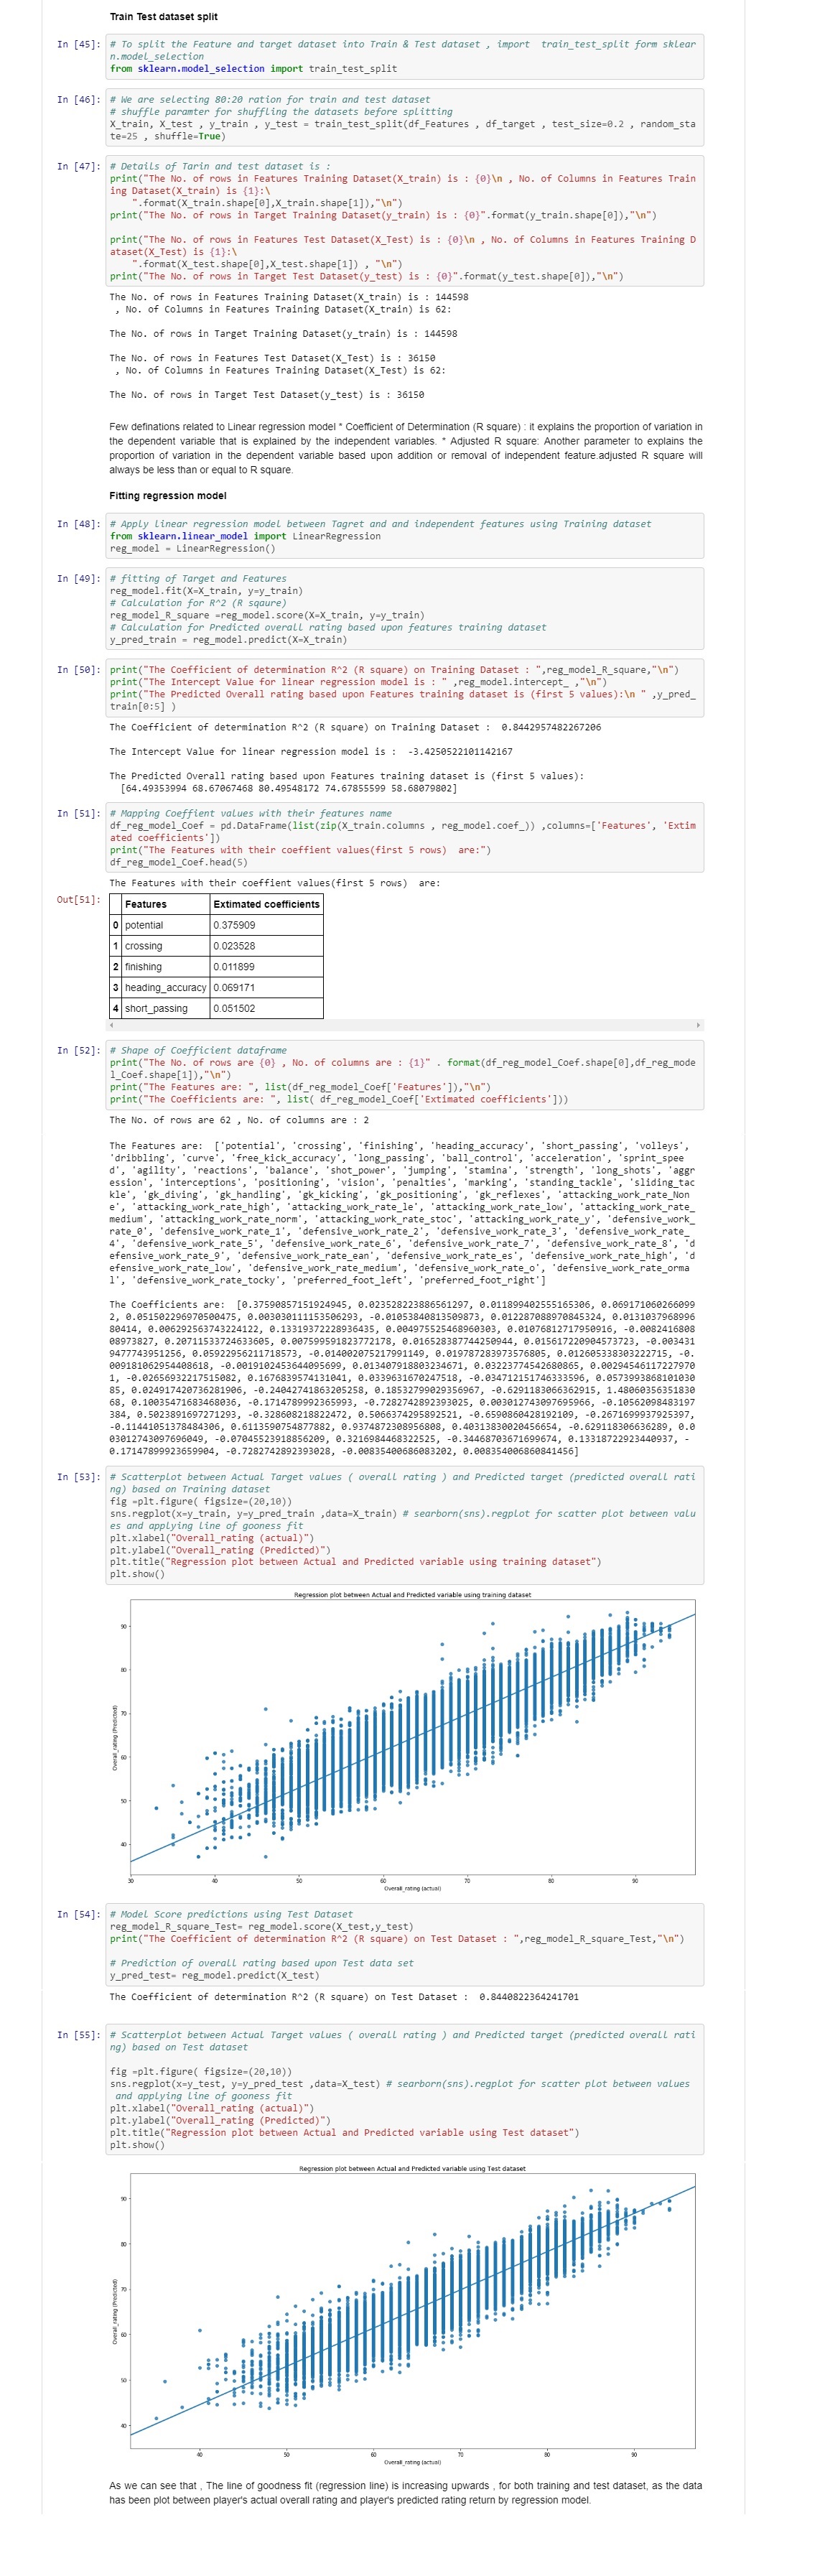 Train Test dataset split
In [45]: # To split the Feature and target dataset into Train & Test dataset , import  train_test_split form sklear
n.model_selection
from sklearn.model_selection import train_test_split
In [46]: # We are selecting 80:20 ration for train and test dataset
# shuffle paramter for shuffling the datasets before splitting
X_train, X_test , y_train , y_test = train_test_split(df_Features , df_target , test_size=0.2 , random_sta
te=25 , shuffle=True)
In [47]: # Details of Tarin and test dataset is :
print("The No. of rows in Features Training Dataset(X_train) is : {0}\n , No. of Columns in Features Train
ing Dataset(X_train) is {1}:\
".format(X_train.shape[0],X_train.shape[1]),"\n")
print("The No. of rows in Target Training Dataset(y_train) is : {0}".format(y_train.shape[0]),"\n")
print("The No. of rows in Features Test Dataset(X_Test) is : {0}\n , No. of Columns in Features Training D
ataset(X_Test) is {1}:\
".format(X_test.shape[0],X_test.shape[1]) , "\n")
print("The No. of rows in Target Test Dataset(y_test) is : {0}".format(y_test.shape[0]),"\n")
The No. of rows in Features Training Dataset(X_train) is : 144598
, No. of Columns in Features Training Dataset(X_train) is 62:
The No. of rows in Target Training Dataset(y_train) is : 144598
The No. of rows in Features Test Dataset(X_Test) is : 36150
, No. of Columns in Features Training Dataset(X_Test) is 62:
The No. of rows in Target Test Dataset(y_test) is : 36150
Few definations related to Linear regression model * Coefficient of Determination (R square) : it explains the proportion of variation in
the dependent variable that is explained by the independent variables. * Adjusted R square: Another parameter to explains the
proportion of variation in the dependent variable based upon addition or removal of independent feature.adjusted R square will
always be less than or equal to R square.
Fitting regression model
In [48]: # Apply linear regression model between Tagret and and independent features using Training dataset
from sklearn.linear_model import LinearRegression
reg_model = LinearRegression()
In [49]: # fitting of Target and Features
reg_model.fit(X=X_train, y=y_train)
# Calculation for R^2 (R sqaure)
reg_model_R_square =reg_model.score(X=X_train, y=y_train)
# Calculation for Predicted overall rating based upon features training dataset
y_pred_train = reg_model.predict(X=X_train)
In [50]: print("The Coefficient of determination R^2 (R square) on Training Dataset : ",reg_model_R_square,"\n")
print("The Intercept Value for linear regression model is : " ,reg_model.intercept_ ,"\n")
print("The Predicted Overall rating based upon Features training dataset is (first 5 values):\n " ,y_pred_
train[0:5] )
The Coefficient of determination R^2 (R square) on Training Dataset :  0.8442957482267206
The Intercept Value for linear regression model is :  -3.4250522101142167
The Predicted Overall rating based upon Features training dataset is (first 5 values):
[64.49353994 68.67067468 80.49548172 74.67855599 58.68079802]
In [51]: # Mapping Coeffient values with their features name
df_reg_model_Coef = pd.DataFrame(list(zip(X_train.columns , reg_model.coef_)) ,columns=['Features', 'Extim
ated coefficients'])
print("The Features with their coeffient values(first 5 rows)  are:")
df_reg_model_Coef.head(5)
The Features with their coeffient values(first 5 rows)  are:
Out[51]:
Features Extimated coefficients
0 potential 0.375909
1 crossing 0.023528
2 finishing 0.011899
3 heading_accuracy 0.069171
4 short_passing 0.051502
In [52]: # Shape of Coefficient dataframe
print("The No. of rows are {0} , No. of columns are : {1}" . format(df_reg_model_Coef.shape[0],df_reg_mode
l_Coef.shape[1]),"\n")
print("The Features are: ", list(df_reg_model_Coef['Features']),"\n")
print("The Coefficients are: ", list( df_reg_model_Coef['Extimated coefficients']))
The No. of rows are 62 , No. of columns are : 2
The Features are:  ['potential', 'crossing', 'finishing', 'heading_accuracy', 'short_passing', 'volleys',
'dribbling', 'curve', 'free_kick_accuracy', 'long_passing', 'ball_control', 'acceleration', 'sprint_spee
d', 'agility', 'reactions', 'balance', 'shot_power', 'jumping', 'stamina', 'strength', 'long_shots', 'aggr
ession', 'interceptions', 'positioning', 'vision', 'penalties', 'marking', 'standing_tackle', 'sliding_tac
kle', 'gk_diving', 'gk_handling', 'gk_kicking', 'gk_positioning', 'gk_reflexes', 'attacking_work_rate_Non
e', 'attacking_work_rate_high', 'attacking_work_rate_le', 'attacking_work_rate_low', 'attacking_work_rate_
medium', 'attacking_work_rate_norm', 'attacking_work_rate_stoc', 'attacking_work_rate_y', 'defensive_work_
rate_0', 'defensive_work_rate_1', 'defensive_work_rate_2', 'defensive_work_rate_3', 'defensive_work_rate_
4', 'defensive_work_rate_5', 'defensive_work_rate_6', 'defensive_work_rate_7', 'defensive_work_rate_8', 'd
efensive_work_rate_9', 'defensive_work_rate_ean', 'defensive_work_rate_es', 'defensive_work_rate_high', 'd
efensive_work_rate_low', 'defensive_work_rate_medium', 'defensive_work_rate_o', 'defensive_work_rate_orma
l', 'defensive_work_rate_tocky', 'preferred_foot_left', 'preferred_foot_right']
The Coefficients are:  [0.37590857151924945, 0.023528223886561297, 0.011899402555165306, 0.069171060266099
2, 0.051502296970500475, 0.003030111153506293, -0.01053840813509873, 0.012287088970845324, 0.0131037968996
80414, 0.006292563743224122, 0.13319372228936435, 0.004975525468960303, 0.01076812717950916, -0.0082416808
08973827, 0.20711533724633605, 0.007599591823772178, 0.016528387744250944, 0.015617220904573723, -0.003431
9477743951256, 0.05922956211718573, -0.014002075217991149, 0.019787283973576805, 0.012605338303222715, -0.
009181062954408618, -0.0019102453644095699, 0.013407918803234671, 0.03223774542680865, 0.00294546117227970
1, -0.02656932217515082, 0.1676839574131041, 0.0339631670247518, -0.034712151746333596, 0.0573993868101030
85, 0.024917420736281906, -0.24042741863205258, 0.18532799029356967, -0.6291183066362915, 1.48060356351830
68, 0.10035471683468036, -0.1714789992365993, -0.7282742892393025, 0.003012743097695966, -0.10562098483197
384, 0.5023891697271293, -0.328608218822472, 0.5066374295892521, -0.6590860428192109, -0.2671699937925397,
-0.11441051378484306, 0.6113590754877882, 0.9374872308956808, 0.40313830020456654, -0.629118306636289, 0.0
03012743097696049, -0.07045523918856209, 0.3216984468322525, -0.34468703671699674, 0.13318722923440937, -
0.17147899923659904, -0.7282742892393028, -0.00835400686083202, 0.008354006860841456]
In [53]: # Scatterplot between Actual Target values ( overall rating ) and Predicted target (predicted overall rati
ng) based on Training dataset
fig =plt.figure( figsize=(20,10))
sns.regplot(x=y_train, y=y_pred_train ,data=X_train) # searborn(sns).regplot for scatter plot between valu
es and applying line of gooness fit
plt.xlabel("Overall_rating (actual)")
plt.ylabel("Overall_rating (Predicted)")
plt.title("Regression plot between Actual and Predicted variable using training dataset")
plt.show()
Regression plot between Actual and Predicted variable using training dataset
90
80
70
60
50
40
Overall_rating (Predicted)
30 40 50 60 70 80 90
Overall_rating (actual)
In [54]: # Model Score predictions using Test Dataset
reg_model_R_square_Test= reg_model.score(X_test,y_test)
print("The Coefficient of determination R^2 (R square) on Test Dataset : ",reg_model_R_square_Test,"\n")
# Prediction of overall rating based upon Test data set
y_pred_test= reg_model.predict(X_test)
The Coefficient of determination R^2 (R square) on Test Dataset :  0.8440822364241701
In [55]: # Scatterplot between Actual Target values ( overall rating ) and Predicted target (predicted overall rati
ng) based on Test dataset
fig =plt.figure( figsize=(20,10))
sns.regplot(x=y_test, y=y_pred_test ,data=X_test) # searborn(sns).regplot for scatter plot between values
and applying line of gooness fit
plt.xlabel("Overall_rating (actual)")
plt.ylabel("Overall_rating (Predicted)")
plt.title("Regression plot between Actual and Predicted variable using Test dataset")
plt.show()
Regression plot between Actual and Predicted variable using Test dataset
90
80
70
60
50
40
Overall_rating (Predicted)
40 50 60 70 80 90
Overall_rating (actual)
As we can see that , The line of goodness fit (regression line) is increasing upwards , for both training and test dataset, as the data
has been plot between player's actual overall rating and player's predicted rating return by regression model.